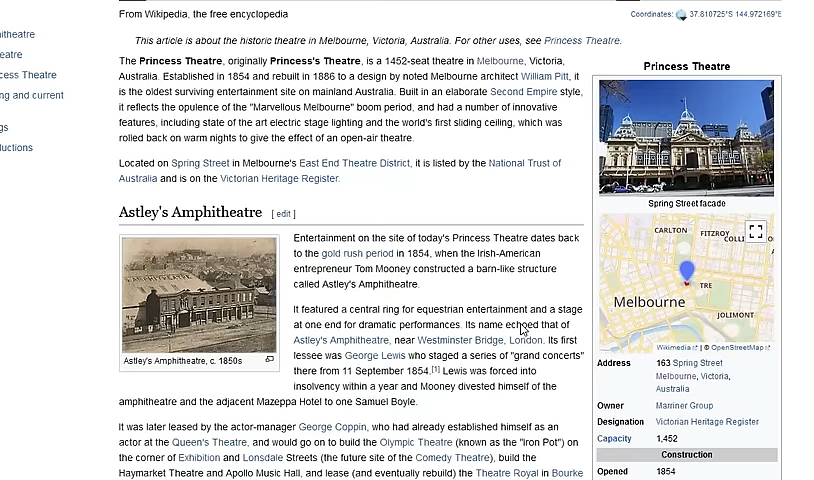 From Wikipedia, the free encyclopedia
Coordinates: 37.810725°S 144.972169°E
This article is about the historic theatre in Melbourne, Victoria, Australia. For other uses, see Princess Theatre.
hitheatre
eatre
cess Theatre
ng and current
gs
ductions
The Princess Theatre, originally Princess's Theatre, is a 1452-seat theatre in Melbourne, Victoria,
Australia. Established in 1854 and rebuilt in 1886 to a design by noted Melbourne architect William Pitt, it
is the oldest surviving entertainment site on mainland Australia. Built in an elaborate Second Empire style,
it reflects the opulence of the "Marvellous Melbourne" boom period, and had a number of innovative
features, including state of the art electric stage lighting and the world's first sliding ceiling, which was
rolled back on warm nights to give the effect of an open-air theatre.
Located on Spring Street in Melbourne's East End Theatre District, it is listed by the National Trust of
Australia and is on the Victorian Heritage Register.
Astley's Amphitheatre [ edit ]
Entertainment on the site of today's Princess Theatre dates back
to the gold rush period in 1854, when the Irish-American
entrepreneur Tom Mooney constructed a barn-like structure
called Astley's Amphitheatre.
It featured a central ring for equestrian entertainment and a stage
at one end for dramatic performances. Its name echoed that of
Astley's Amphitheatre, near Westminster Bridge, London. Its first
lessee was George Lewis who staged a series of "grand concerts"
there from 11 September 1854.[1] Lewis was forced into
insolvency within a year and Mooney divested himself of the
amphitheatre and the adjacent Mazeppa Hotel to one Samuel Boyle.
Astley's Amphitheatre, c. 1850s
It was later leased by the actor-manager George Coppin, who had already established himself as an
actor at the Queen's Theatre, and would go on to build the Olympic Theatre (known as the "Iron Pot") on
the corner of Exhibition and Lonsdale Streets (the future site of the Comedy Theatre), build the
Haymarket Theatre and Apollo Music Hall, and lease (and eventually rebuild) the Theatre Royal in Bourke
Princess Theatre
Spring Street facade
CARLTON
FITZROY
COLLI
TRE
Melbourne
JOLIMONT
Wikimedia | © OpenStreetMap
Address 163 Spring Street
Melbourne, Victoria,
Australia
Owner Marriner Group
Designation Victorian Heritage Register
Capacity 1,452
Construction
Opened 1854